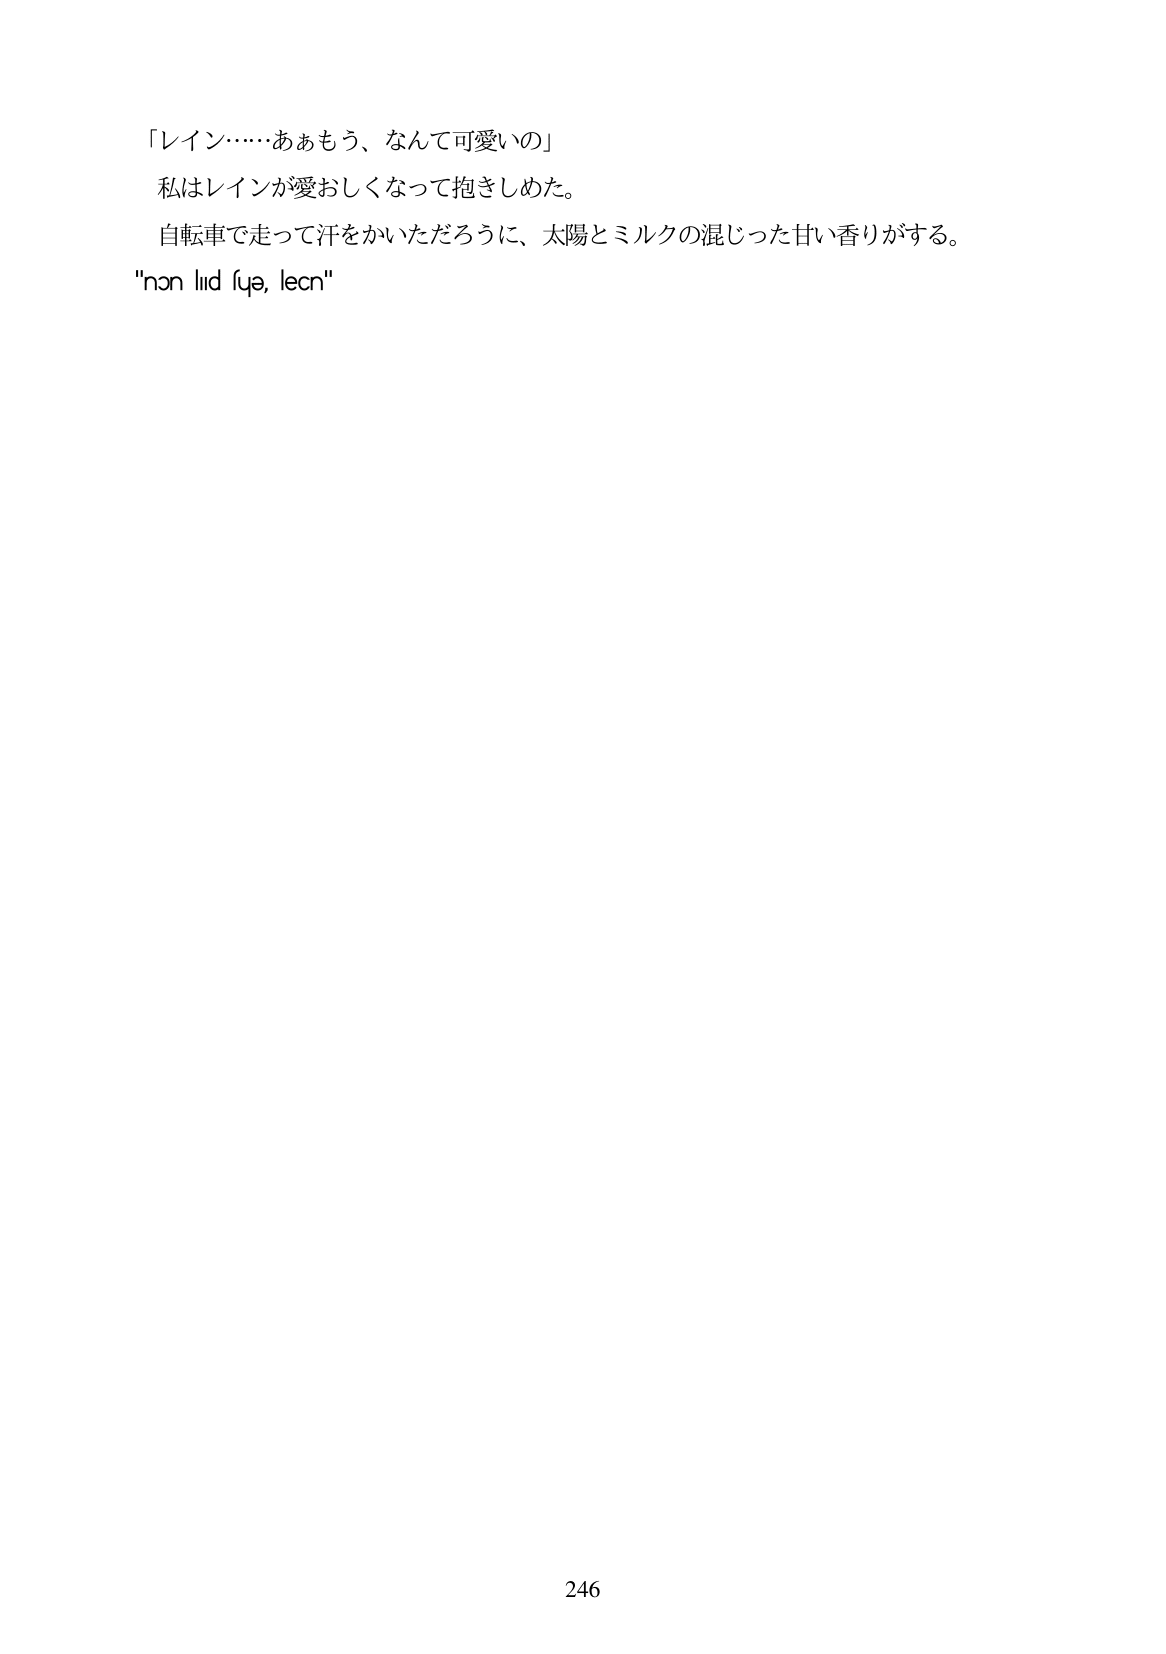 「レイン……あぁもう、なんて可愛いの」
私はレインが愛おしくなって抱きしめた。
自転車で走って汗をかいただろうに、太陽とミルクの混じった甘い香りがする。
"nɔn lııd ʃyə, lecn"
246